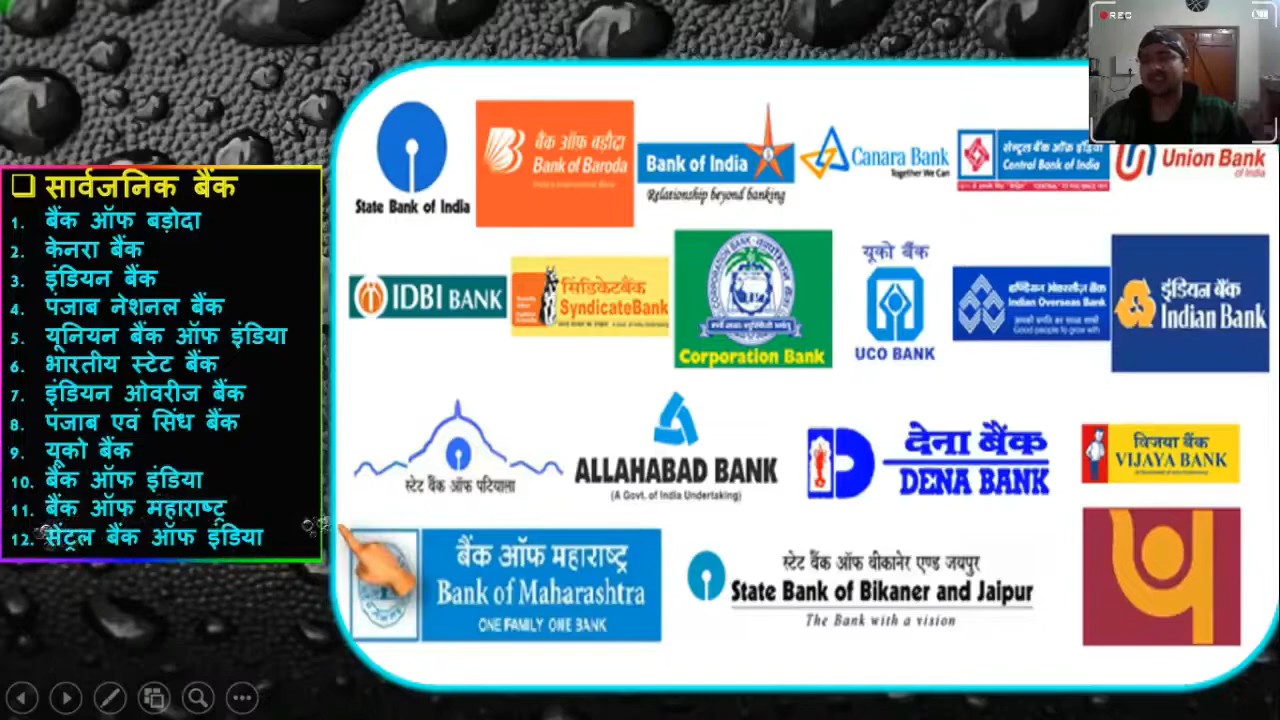 REC
सार्वजनिक बैंक
1. बैंक ऑफ बड़ोदा
2. केनरा बैंक
3. इंडियन बैंक
4. पंजाब नेशनल बैंक
5. यूनियन बैंक ऑफ इंडिया
6. भारतीय स्टेट बैंक
7. इंडियन ओवरीज बैंक
8. पंजाब एवं सिंध बैंक
9. यूको बैंक
10. बैंक ऑफ इंडिया
11. बैंक ऑफ महाराष्ट्र
12. सेंट्रल बैंक ऑफ इंडिया
State Bank of India
बैंक ऑफ़ बड़ौदा
Bank of Baroda
India's International Bank
Bank of India
Relationship beyond banking
Canara Bank
Together We Can
सेन्ट्रल बैंक ऑफ़ इंडिया
Central Bank of India
Union Bank
of India
IDBI BANK
सिंडिकेटबैंक
SyndicateBank
Corporation Bank
यूको बैंक
UCO BANK
इण्डियन ओवरसीज़ बैंक
Indian Overseas Bank
आपकी प्रगति का सच्चा साथी
Good people to grow with
इंडियन बैंक
Indian Bank
स्टेट बैंक ऑफ पटियाला
ALLAHABAD BANK
(A Govt. of India Undertaking)
देना बैंक
DENA BANK
विजया बैंक
VIJAYA BANK
बैंक ऑफ महाराष्ट्र
Bank of Maharashtra
ONE FAMILY ONE BANK
स्टेट बैंक ऑफ बीकानेर एण्ड जयपुर
State Bank of Bikaner and Jaipur
The Bank with a vision